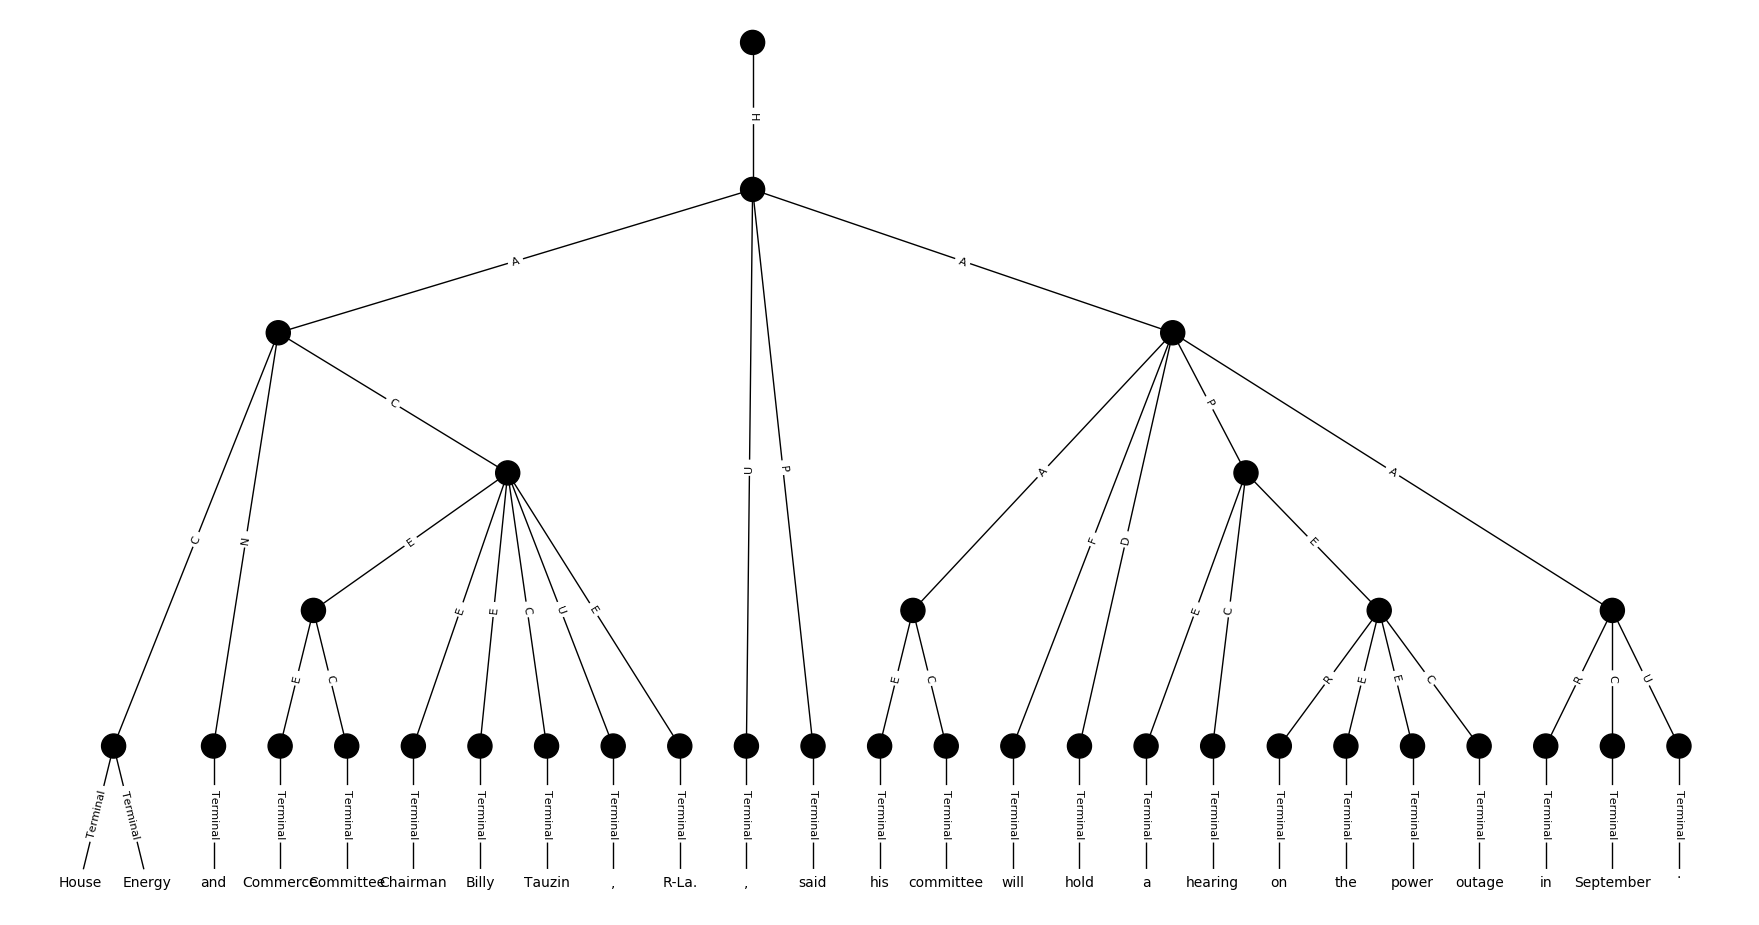 H
A A
C P
C N U P A F D A
E E
E E C U E E C
E C E C R E E C R C U
Terminal Terminal Terminal Terminal Terminal Terminal Terminal Terminal Terminal Terminal Terminal Terminal Terminal Terminal Terminal Terminal Terminal Terminal Terminal Terminal Terminal Terminal Terminal Terminal Terminal
House Energy and Commerce Committee Chairman Billy Tauzin , R-La. , said his committee will hold a hearing on the power outage in September .